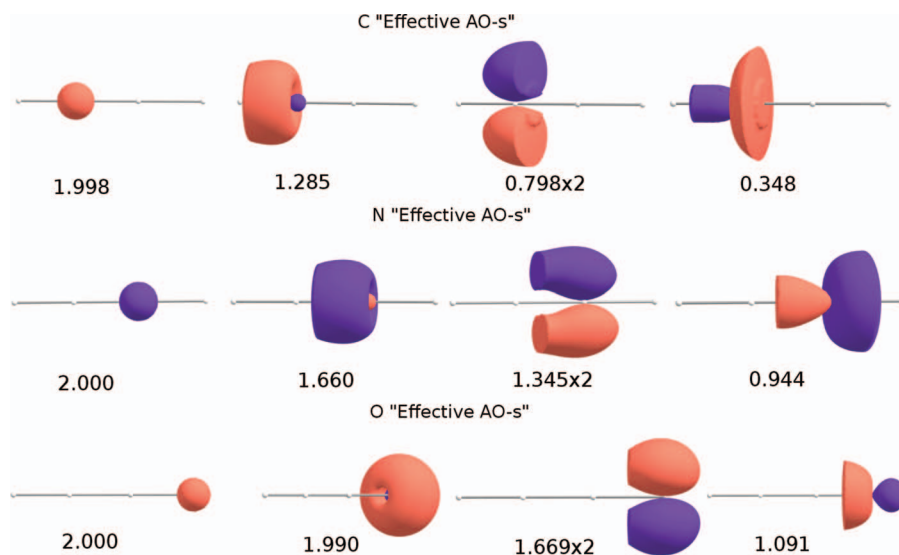 C "Effective AO-s"
1.998 1.285 0.798x2 0.348
N "Effective AO-s"
2.000 1.660 1.345x2 0.944
O "Effective AO-s"
2.000 1.990 1.669x2 1.091